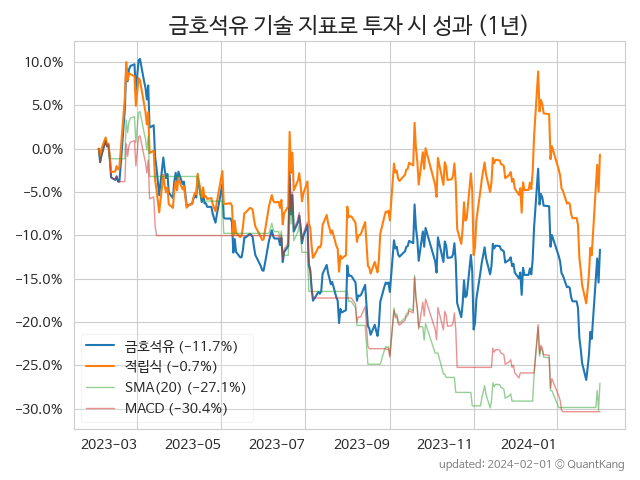 금호석유 기술 지표로 투자 시 성과 (1년)
10.0%
5.0%
0.0%
−5.0%
−10.0%
−15.0%
−20.0%
−25.0%
−30.0%
금호석유 (−11.7%)
적립식 (−0.7%)
SMA(20) (−27.1%)
MACD (−30.4%)
2023-03 2023-05 2023-07 2023-09 2023-11 2024-01
updated: 2024-02-01 © QuantKang